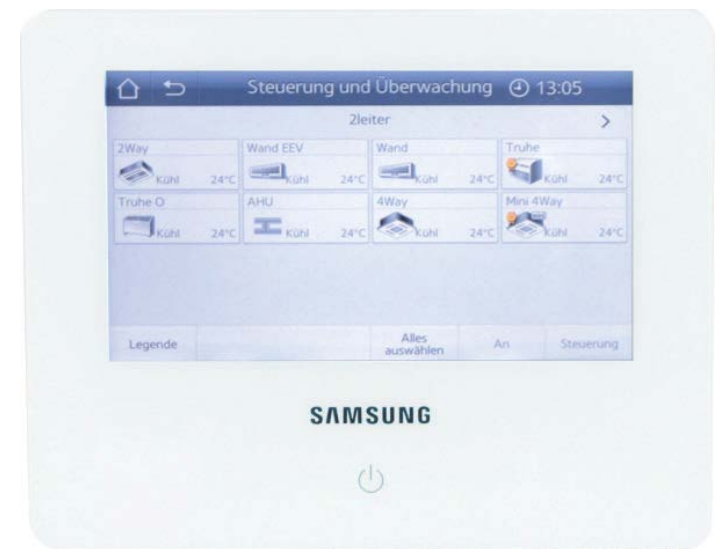 Steuerung und Überwachung 13:05
2leiter
2Way Wand EEV Wand Truhe
Kühl 24°C Kühl 24°C Kühl 24°C Kühl 24°C
Truhe O AHU 4Way Mini 4Way
Kühl 24°C Kühl 24°C Kühl 24°C Kühl 24°C
Legende Alles auswählen An Steuerung
SAMSUNG